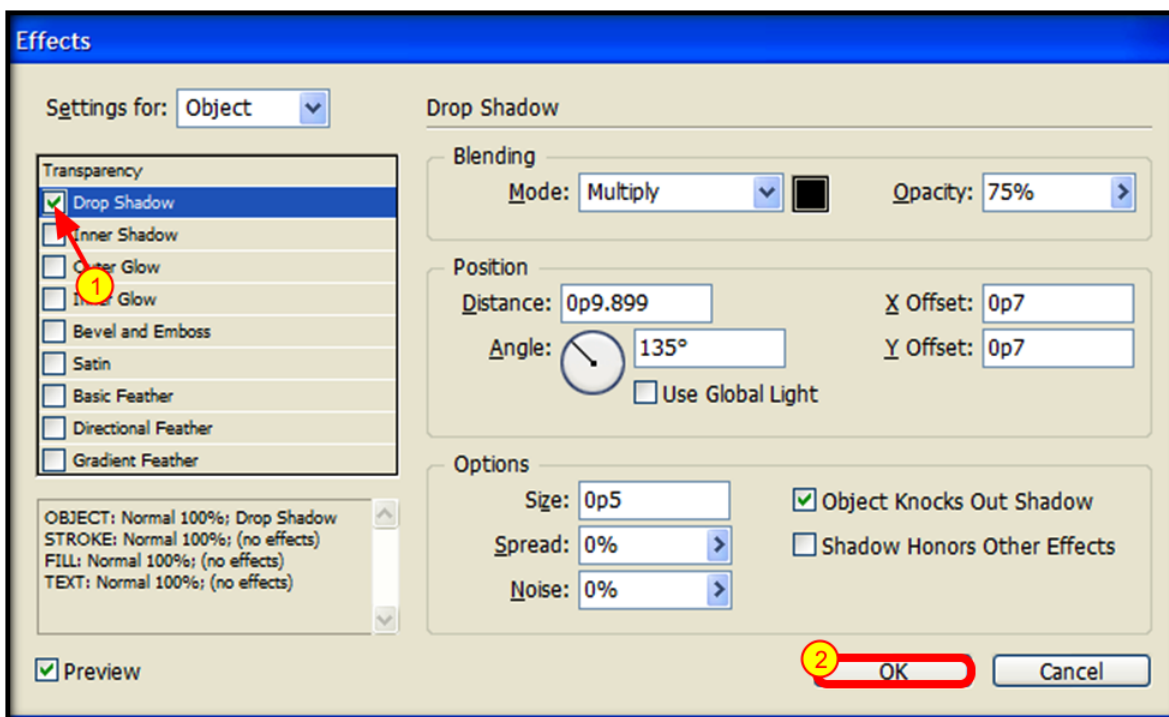 Effects
Settings for: Object
Transparency
Drop Shadow
Inner Shadow
Outer Glow
Inner Glow
Bevel and Emboss
Satin
Basic Feather
Directional Feather
Gradient Feather
1
OBJECT: Normal 100%; Drop Shadow
STROKE: Normal 100%; (no effects)
FILL: Normal 100%; (no effects)
TEXT: Normal 100%; (no effects)
Preview
Drop Shadow
Blending
Mode: Multiply Opacity: 75%
Position
Distance: 0p9.899 X Offset: 0p7
Angle: 135° Y Offset: 0p7
Use Global Light
Options
Size: 0p5 Object Knocks Out Shadow
Spread: 0% Shadow Honors Other Effects
Noise: 0%
2 OK Cancel